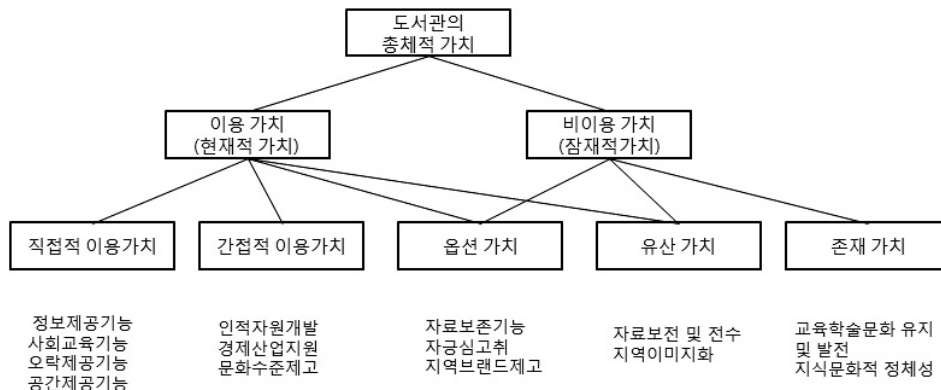 도서관의
총체적 가치
이용 가치
(현재적 가치)
비이용 가치
(잠재적가치)
직접적 이용가치
간접적 이용가치
옵션 가치
유산 가치
존재 가치
정보제공기능
사회교육기능
오락제공기능
공간제공기능
인적자원개발
경제산업지원
문화수준제고
자료보존기능
자긍심고취
지역브랜드제고
자료보전 및 전수
지역이미지화
교육학술문화 유지
및 발전
지식문화적 정체성